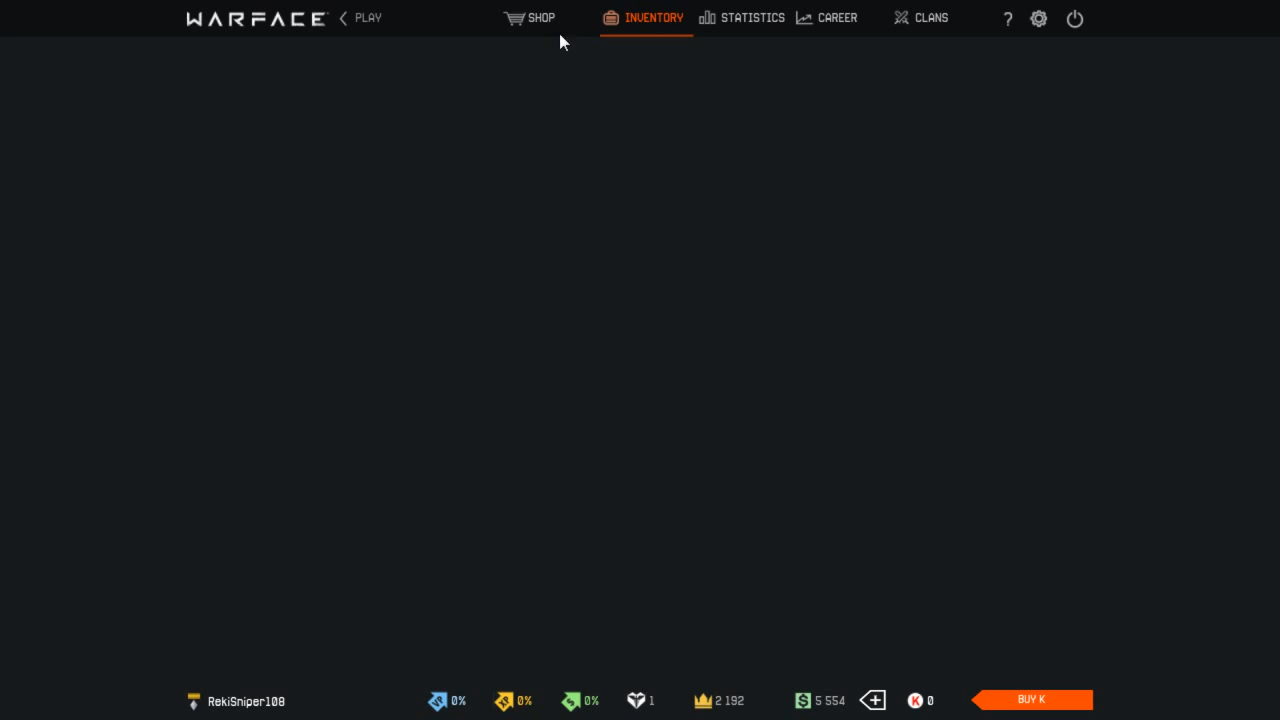 WARFACE PLAY SHOP INVENTORY STATISTICS CAREER CLANS ?
RekiSniper108 0% 0% 0% 1 2 192 5 554 K 0 BUY K